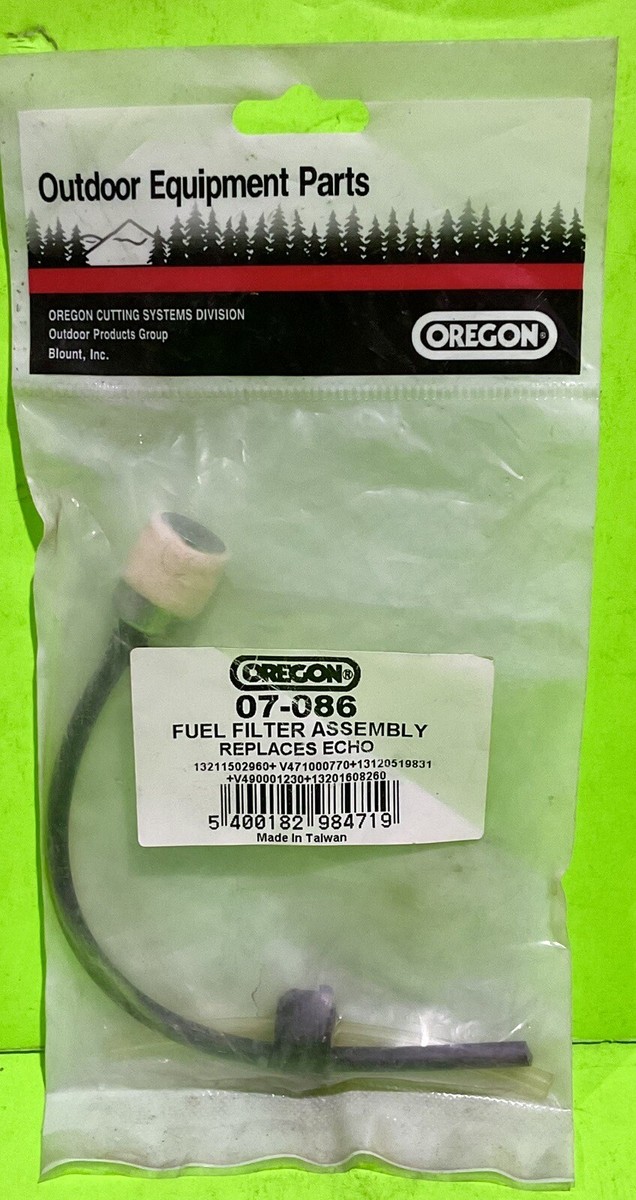 Outdoor Equipment Parts
OREGON CUTTING SYSTEMS DIVISION
Outdoor Products Group
Blount, Inc.
OREGON®
OREGON®
07-086
FUEL FILTER ASSEMBLY
REPLACES ECHO
13211502960+ V471000770+13120519831
+V490001230+13201608260
5 400182 984719
Made In Taiwan